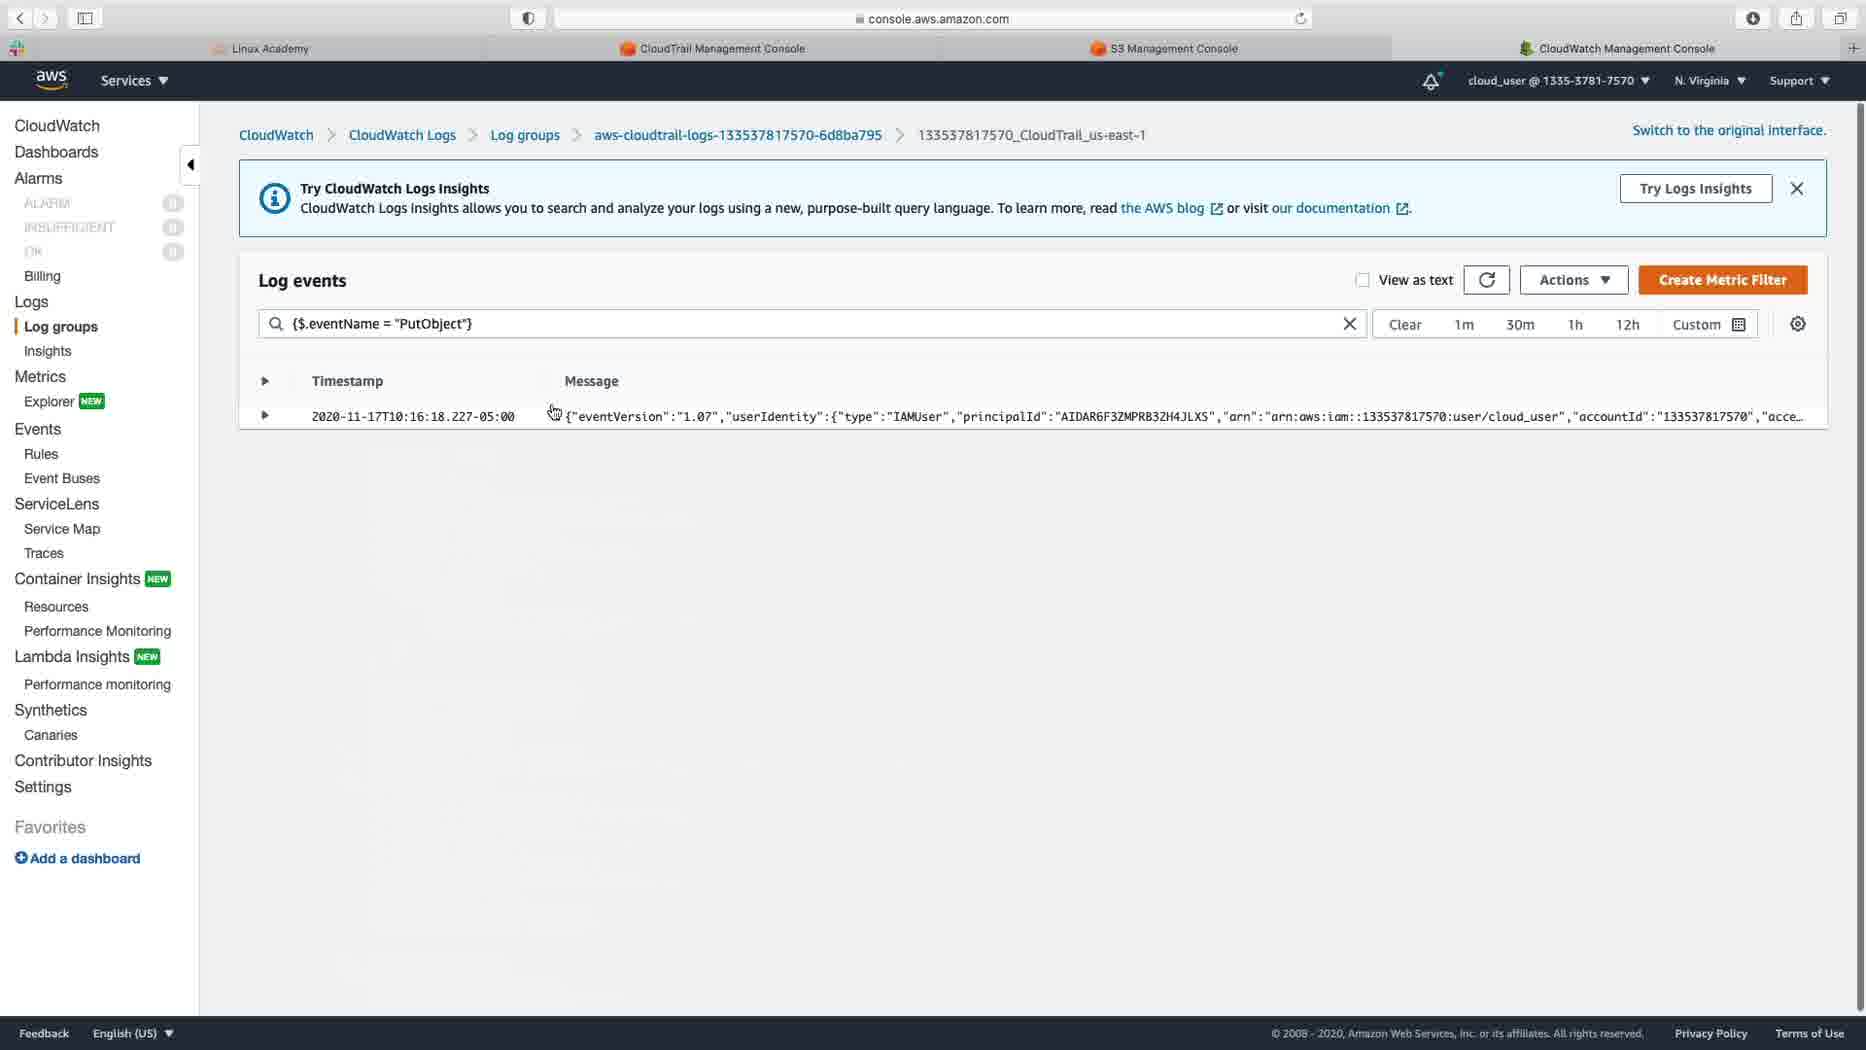 console.aws.amazon.com
Linux Academy
CloudTrail Management Console
S3 Management Console
CloudWatch Management Console
aws
Services
cloud_user @ 1335-3781-7570
N. Virginia
Support
CloudWatch
Dashboards
Alarms
ALARM 0
INSUFFICIENT 0
OK 0
Billing
Logs
Log groups
Insights
Metrics
Explorer NEW
Events
Rules
Event Buses
ServiceLens
Service Map
Traces
Container Insights NEW
Resources
Performance Monitoring
Lambda Insights NEW
Performance monitoring
Synthetics
Canaries
Contributor Insights
Settings
Favorites
Add a dashboard
CloudWatch
CloudWatch Logs
Log groups
aws-cloudtrail-logs-133537817570-6d8ba795
133537817570_CloudTrail_us-east-1
Switch to the original interface.
Try CloudWatch Logs Insights
CloudWatch Logs Insights allows you to search and analyze your logs using a new, purpose-built query language. To learn more, read the AWS blog or visit our documentation.
Try Logs Insights
Log events
View as text
Actions
Create Metric Filter
{$.eventName = "PutObject"}
Clear 1m 30m 1h 12h Custom
Timestamp Message
2020-11-17T10:16:18.227-05:00 {"eventVersion":"1.07","userIdentity":{"type":"IAMUser","principalId":"AIDAR6F3ZMPRB3ZH4JLXS","arn":"arn:aws:iam::133537817570:user/cloud_user","accountId":"133537817570","acce…
Feedback
English (US)
© 2008 - 2020, Amazon Web Services, Inc. or its affiliates. All rights reserved.
Privacy Policy
Terms of Use